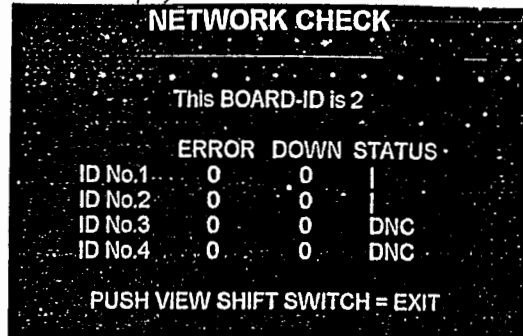 NETWORK CHECK
This BOARD-ID is 2
ERROR DOWN STATUS
ID No.1 0 0 |
ID No.2 0 0 |
ID No.3 0 0 DNC
ID No.4 0 0 DNC
PUSH VIEW SHIFT SWITCH = EXIT